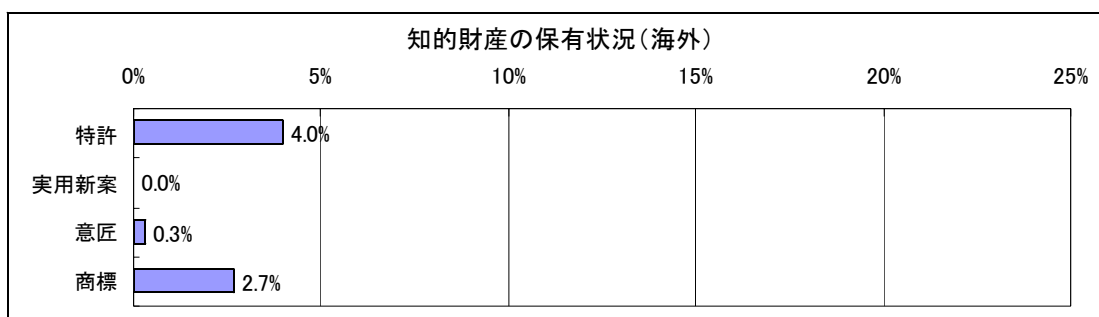 知的財産の保有状況(海外)
0% 5% 10% 15% 20% 25%
特許 4.0%
実用新案 0.0%
意匠 0.3%
商標 2.7%